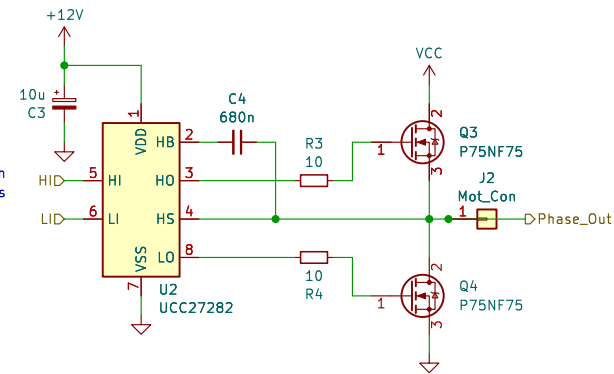 +12V
10u
C3
n
s
HI
LI
1
VDD
5
HI
6
LI
HB
2
HO
3
HS
4
LO
8
VSS
7
U2
UCC27282
C4
680n
R3
10
10
R4
VCC
2
1
3
Q3
P75NF75
J2
Mot_Con
1
Phase_Out
2
1
3
Q4
P75NF75